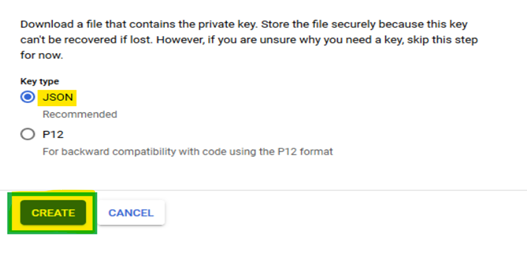 Download a file that contains the private key. Store the file securely because this key
can't be recovered if lost. However, if you are unsure why you need a key, skip this step
for now.
Key type
JSON
Recommended
P12
For backward compatibility with code using the P12 format
CREATE CANCEL